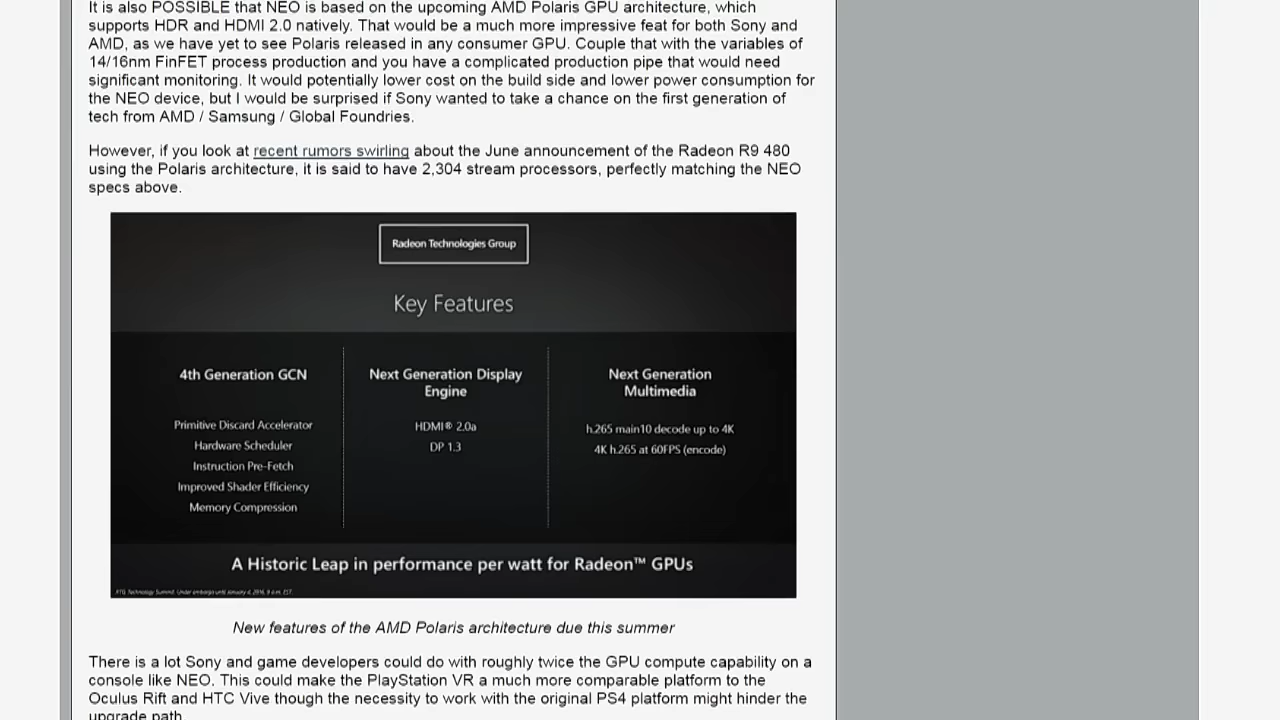 It is also POSSIBLE that NEO is based on the upcoming AMD Polaris GPU architecture, which
supports HDR and HDMI 2.0 natively. That would be a much more impressive feat for both Sony and
AMD, as we have yet to see Polaris released in any consumer GPU. Couple that with the variables of
14/16nm FinFET process production and you have a complicated production pipe that would need
significant monitoring. It would potentially lower cost on the build side and lower power consumption for
the NEO device, but I would be surprised if Sony wanted to take a chance on the first generation of
tech from AMD / Samsung / Global Foundries.
However, if you look at recent rumors swirling about the June announcement of the Radeon R9 480
using the Polaris architecture, it is said to have 2,304 stream processors, perfectly matching the NEO
specs above.
Radeon Technologies Group
Key Features
4th Generation GCN
Primitive Discard Accelerator
Hardware Scheduler
Instruction Pre-Fetch
Improved Shader Efficiency
Memory Compression
Next Generation Display
Engine
HDMI® 2.0a
DP 1.3
Next Generation
Multimedia
h.265 main10 decode up to 4K
4K h.265 at 60FPS (encode)
A Historic Leap in performance per watt for Radeon™ GPUs
RTG Technology Summit. Under embargo until January 4, 2016, 9 a.m. EST.
New features of the AMD Polaris architecture due this summer
There is a lot Sony and game developers could do with roughly twice the GPU compute capability on a
console like NEO. This could make the PlayStation VR a much more comparable platform to the
Oculus Rift and HTC Vive though the necessity to work with the original PS4 platform might hinder the
upgrade path